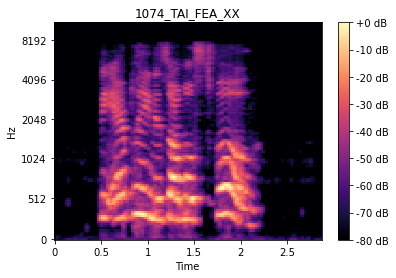 1074_TAI_FEA_XX
+0 dB
8192
-10 dB
4096
-20 dB
-30 dB
2048
Hz
-40 dB
1024
-50 dB
512
-60 dB
-70 dB
0
-80 dB
0
0.5
1
1.5
2
2.5
Time